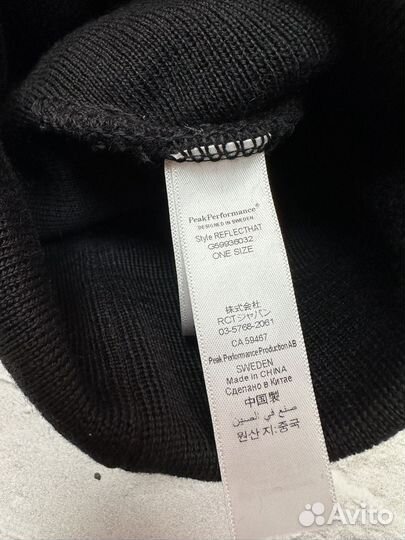 PeakPerformance®
DESIGNED IN SWEDEN
Style REFLECTHAT
G59936032
ONE SIZE
株式会社
RCTジャパン
03-5766-2061
CA 59467
Peak Performance Production AB
SWEDEN
Made in CHINA
Сделано в Китае
中国製
صنع في الصين
원산지:중국
Avito